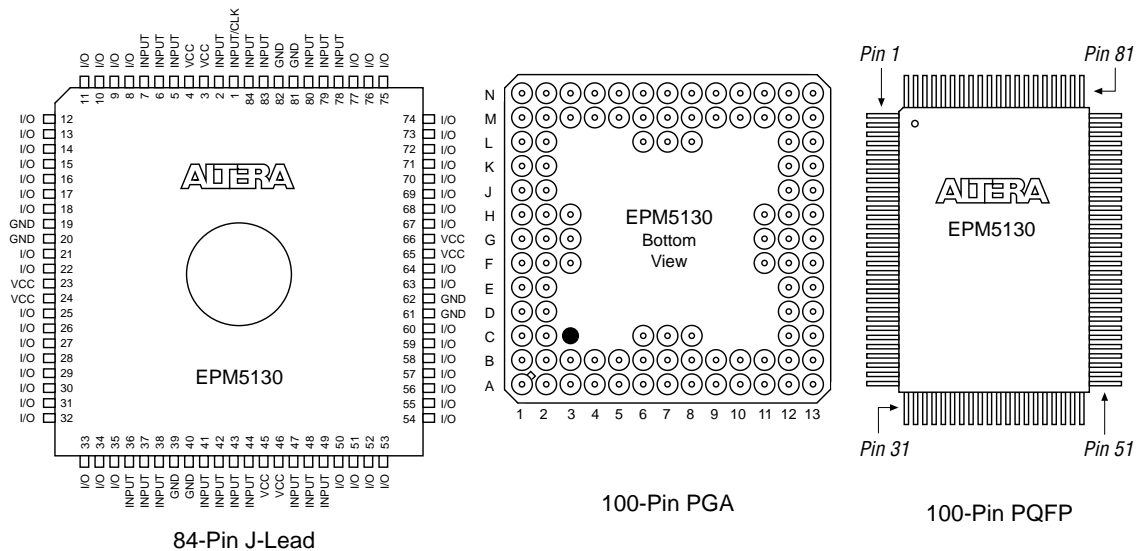 I/O I/O I/O I/O INPUT INPUT INPUT VCC VCC INPUT INPUT/CLK INPUT INPUT GND GND INPUT INPUT INPUT I/O I/O I/O
11 10 9 8 7 6 5 4 3 2 1 84 83 82 81 80 79 78 77 76 75
I/O 12
I/O 13
I/O 14
I/O 15
I/O 16
I/O 17
I/O 18
GND 19
GND 20
I/O 21
I/O 22
VCC 23
VCC 24
I/O 25
I/O 26
I/O 27
I/O 28
I/O 29
I/O 30
I/O 31
I/O 32
ALTERA
EPM5130
74 I/O
73 I/O
72 I/O
71 I/O
70 I/O
69 I/O
68 I/O
67 I/O
66 VCC
65 VCC
64 I/O
63 I/O
62 GND
61 GND
60 I/O
59 I/O
58 I/O
57 I/O
56 I/O
55 I/O
54 I/O
33 34 35 36 37 38 39 40 41 42 43 44 45 46 47 48 49 50 51 52 53
I/O I/O I/O INPUT INPUT INPUT GND GND INPUT INPUT INPUT INPUT VCC VCC INPUT INPUT INPUT I/O I/O I/O I/O
84-Pin J-Lead
N
M
L
K
J
H
G
F
E
D
C
B
A
EPM5130
Bottom
View
1 2 3 4 5 6 7 8 9 10 11 12 13
100-Pin PGA
Pin 1
Pin 81
ALTERA
EPM5130
Pin 31
Pin 51
100-Pin PQFP